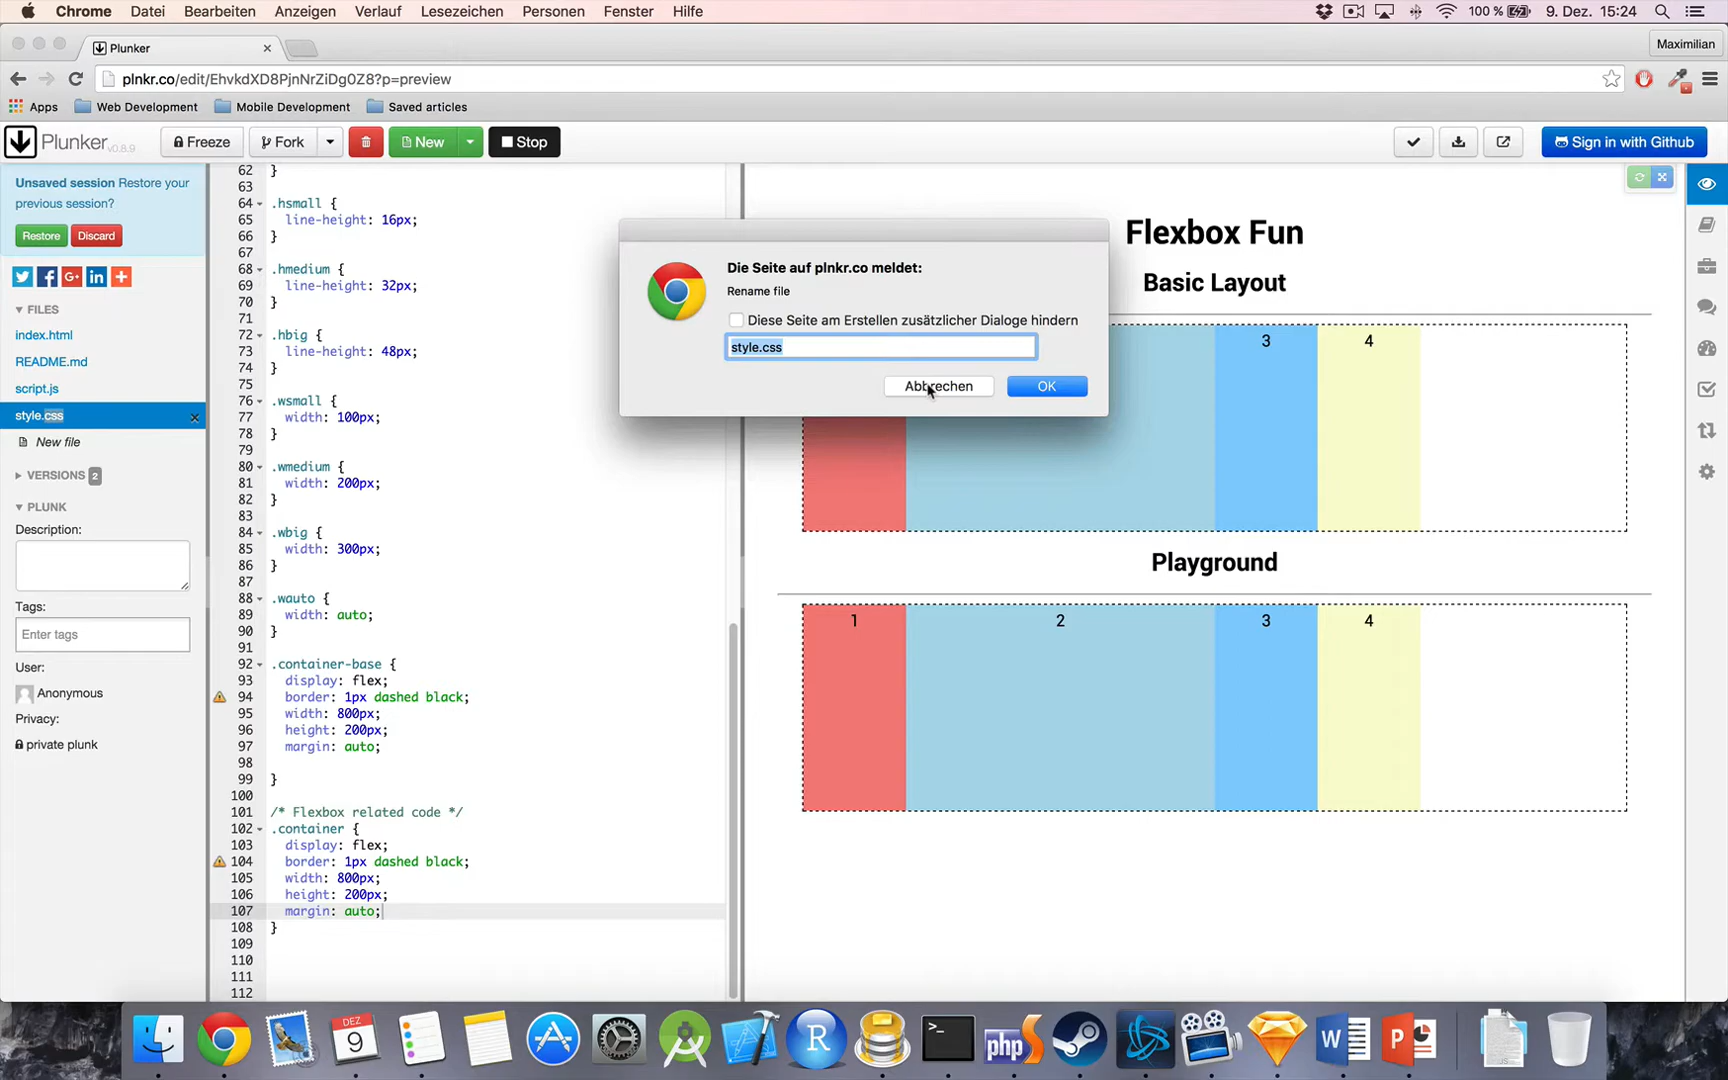 Chrome Datei Bearbeiten Anzeigen Verlauf Lesezeichen Personen Fenster Hilfe 100 % 9. Dez. 15:24
Plunker Maximilian
plnkr.co/edit/EhvkdXD8PjnNrZiDg0Z8?p=preview
Apps Web Development Mobile Development Saved articles
Plunker v0.8.9 Freeze Fork New Stop Sign in with Github
Unsaved session Restore your
previous session?
Restore Discard
FILES
index.html
README.md
script.js
style.css
New file
VERSIONS 2
PLUNK
Description:
Tags:
Enter tags
User:
Anonymous
Privacy:
private plunk
62 }
63
64 .hsmall {
65 line-height: 16px;
66 }
67
68 .hmedium {
69 line-height: 32px;
70 }
71
72 .hbig {
73 line-height: 48px;
74 }
75
76 .wsmall {
77 width: 100px;
78 }
79
80 .wmedium {
81 width: 200px;
82 }
83
84 .wbig {
85 width: 300px;
86 }
87
88 .wauto {
89 width: auto;
90 }
91
92 .container-base {
93 display: flex;
94 border: 1px dashed black;
95 width: 800px;
96 height: 200px;
97 margin: auto;
98
99 }
100
101 /* Flexbox related code */
102 .container {
103 display: flex;
104 border: 1px dashed black;
105 width: 800px;
106 height: 200px;
107 margin: auto;
108 }
109
110
111
112
Die Seite auf plnkr.co meldet:
Rename file
Diese Seite am Erstellen zusätzlicher Dialoge hindern
style.css
Abbrechen OK
Flexbox Fun
Basic Layout
3 4
Playground
1 2 3 4
DEZ
9
R
>_
php
W
P